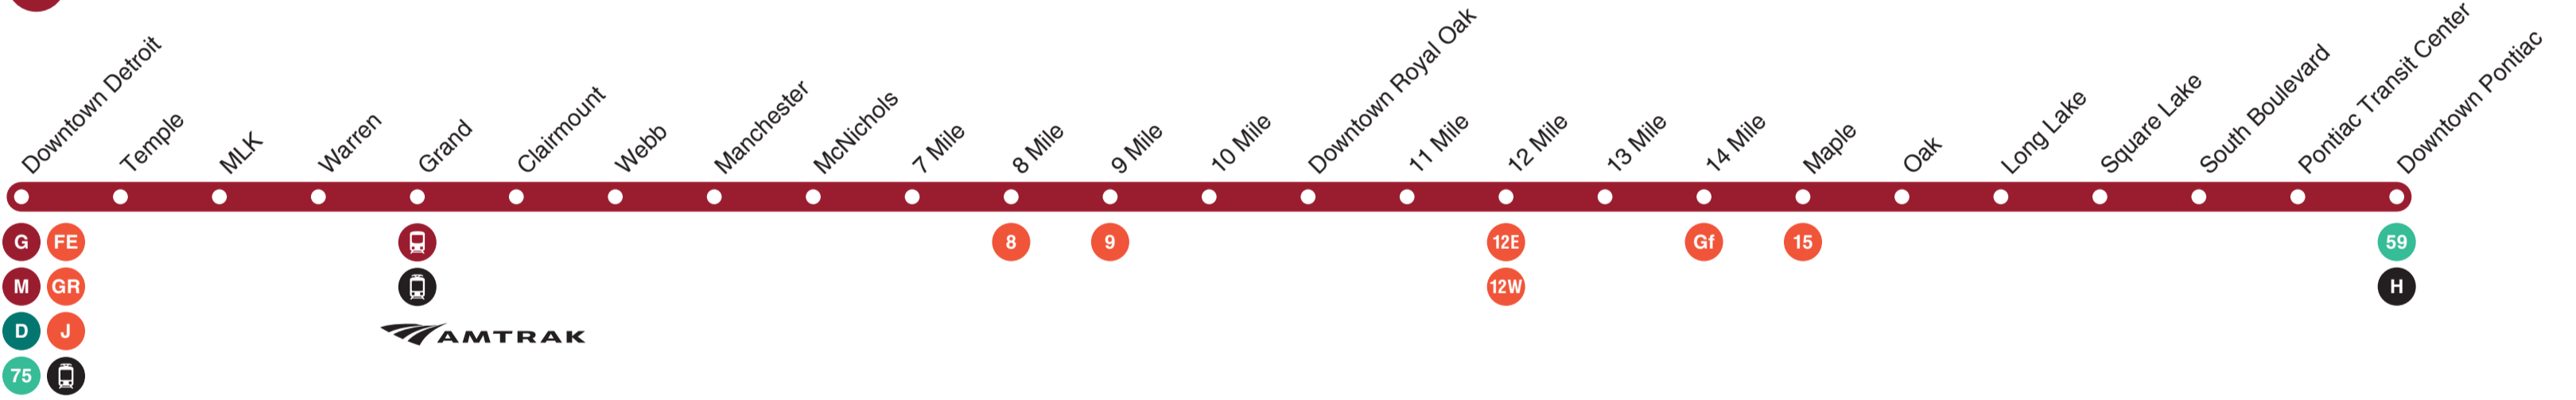 Downtown Detroit
Temple
MLK
Warren
Grand
Clairmount
Webb
Manchester
McNichols
7 Mile
8 Mile
9 Mile
10 Mile
Downtown Royal Oak
11 Mile
12 Mile
13 Mile
14 Mile
Maple
Oak
Long Lake
Square Lake
South Boulevard
Pontiac Transit Center
Downtown Pontiac
G FE
M GR
D J
75
AMTRAK
8
9
12E
12W
Gf
15
59
H